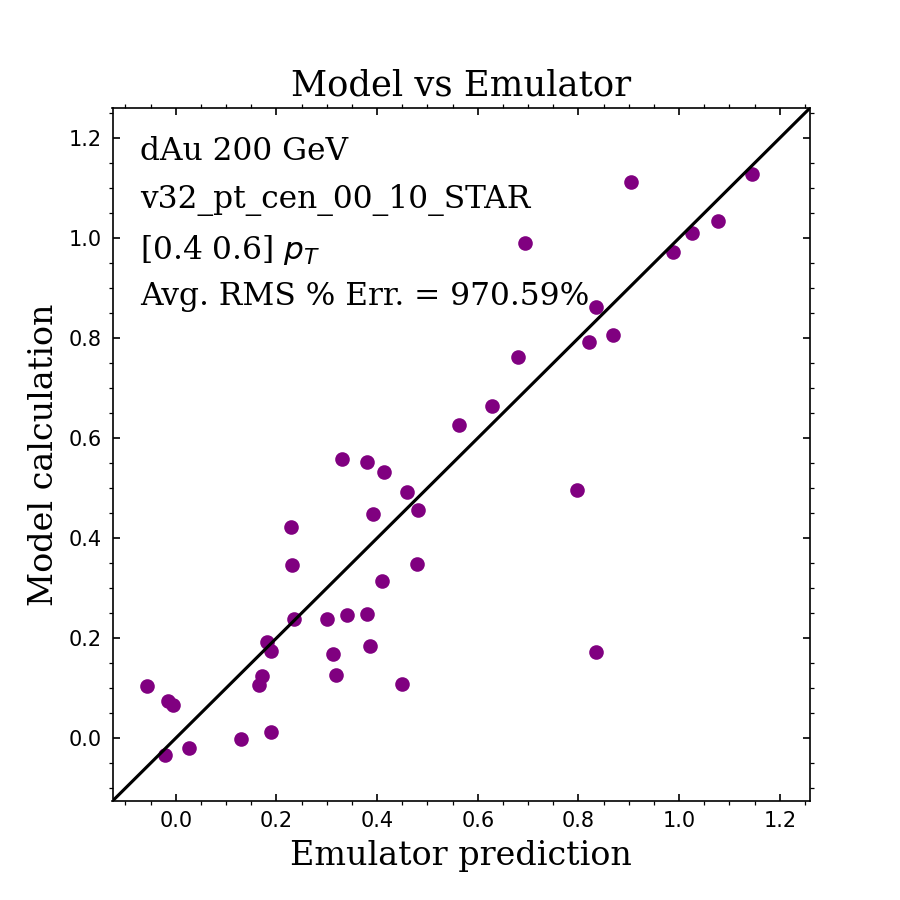 Model vs Emulator
dAu 200 GeV
v32_pt_cen_00_10_STAR
[0.4 0.6] p_T
Avg. RMS % Err. = 970.59%
Model calculation
1.2
1.0
0.8
0.6
0.4
0.2
0.0
0.0 0.2 0.4 0.6 0.8 1.0 1.2
Emulator prediction